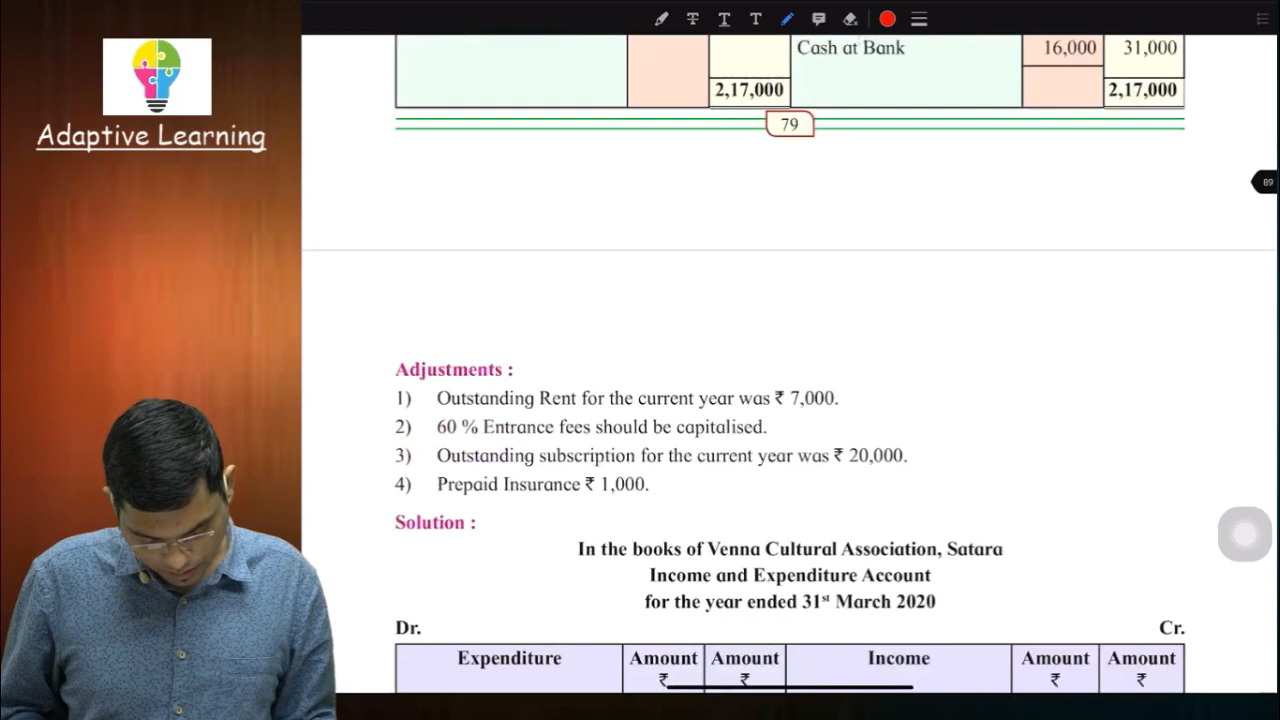 Adaptive Learning
Cash at Bank 16,000 31,000
2,17,000 2,17,000
79
89
Adjustments :
1) Outstanding Rent for the current year was ₹ 7,000.
2) 60 % Entrance fees should be capitalised.
3) Outstanding subscription for the current year was ₹ 20,000.
4) Prepaid Insurance ₹ 1,000.
Solution :
In the books of Venna Cultural Association, Satara
Income and Expenditure Account
for the year ended 31st March 2020
Dr. Cr.
Expenditure Amount ₹ Amount ₹ Income Amount ₹ Amount ₹